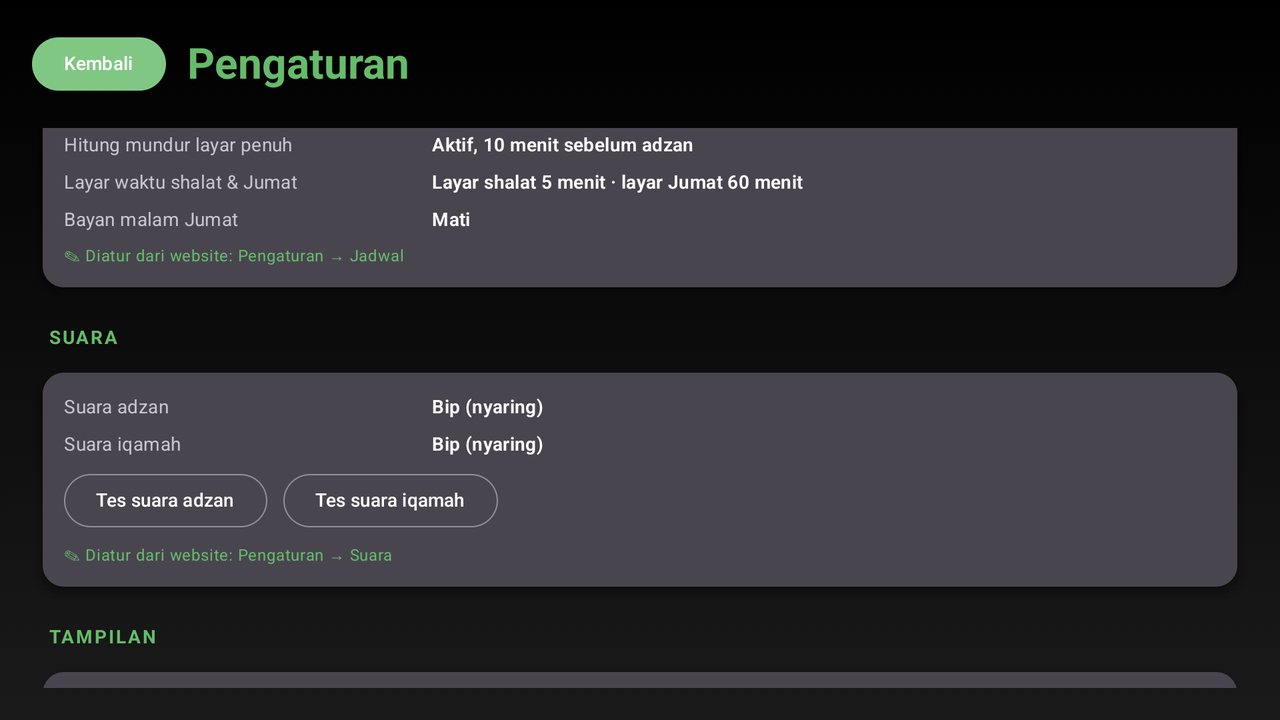 Kembali
Pengaturan
Hitung mundur layar penuh Aktif, 10 menit sebelum adzan
Layar waktu shalat & Jumat Layar shalat 5 menit · layar Jumat 60 menit
Bayan malam Jumat Mati
✎ Diatur dari website: Pengaturan → Jadwal
SUARA
Suara adzan Bip (nyaring)
Suara iqamah Bip (nyaring)
Tes suara adzan Tes suara iqamah
✎ Diatur dari website: Pengaturan → Suara
TAMPILAN